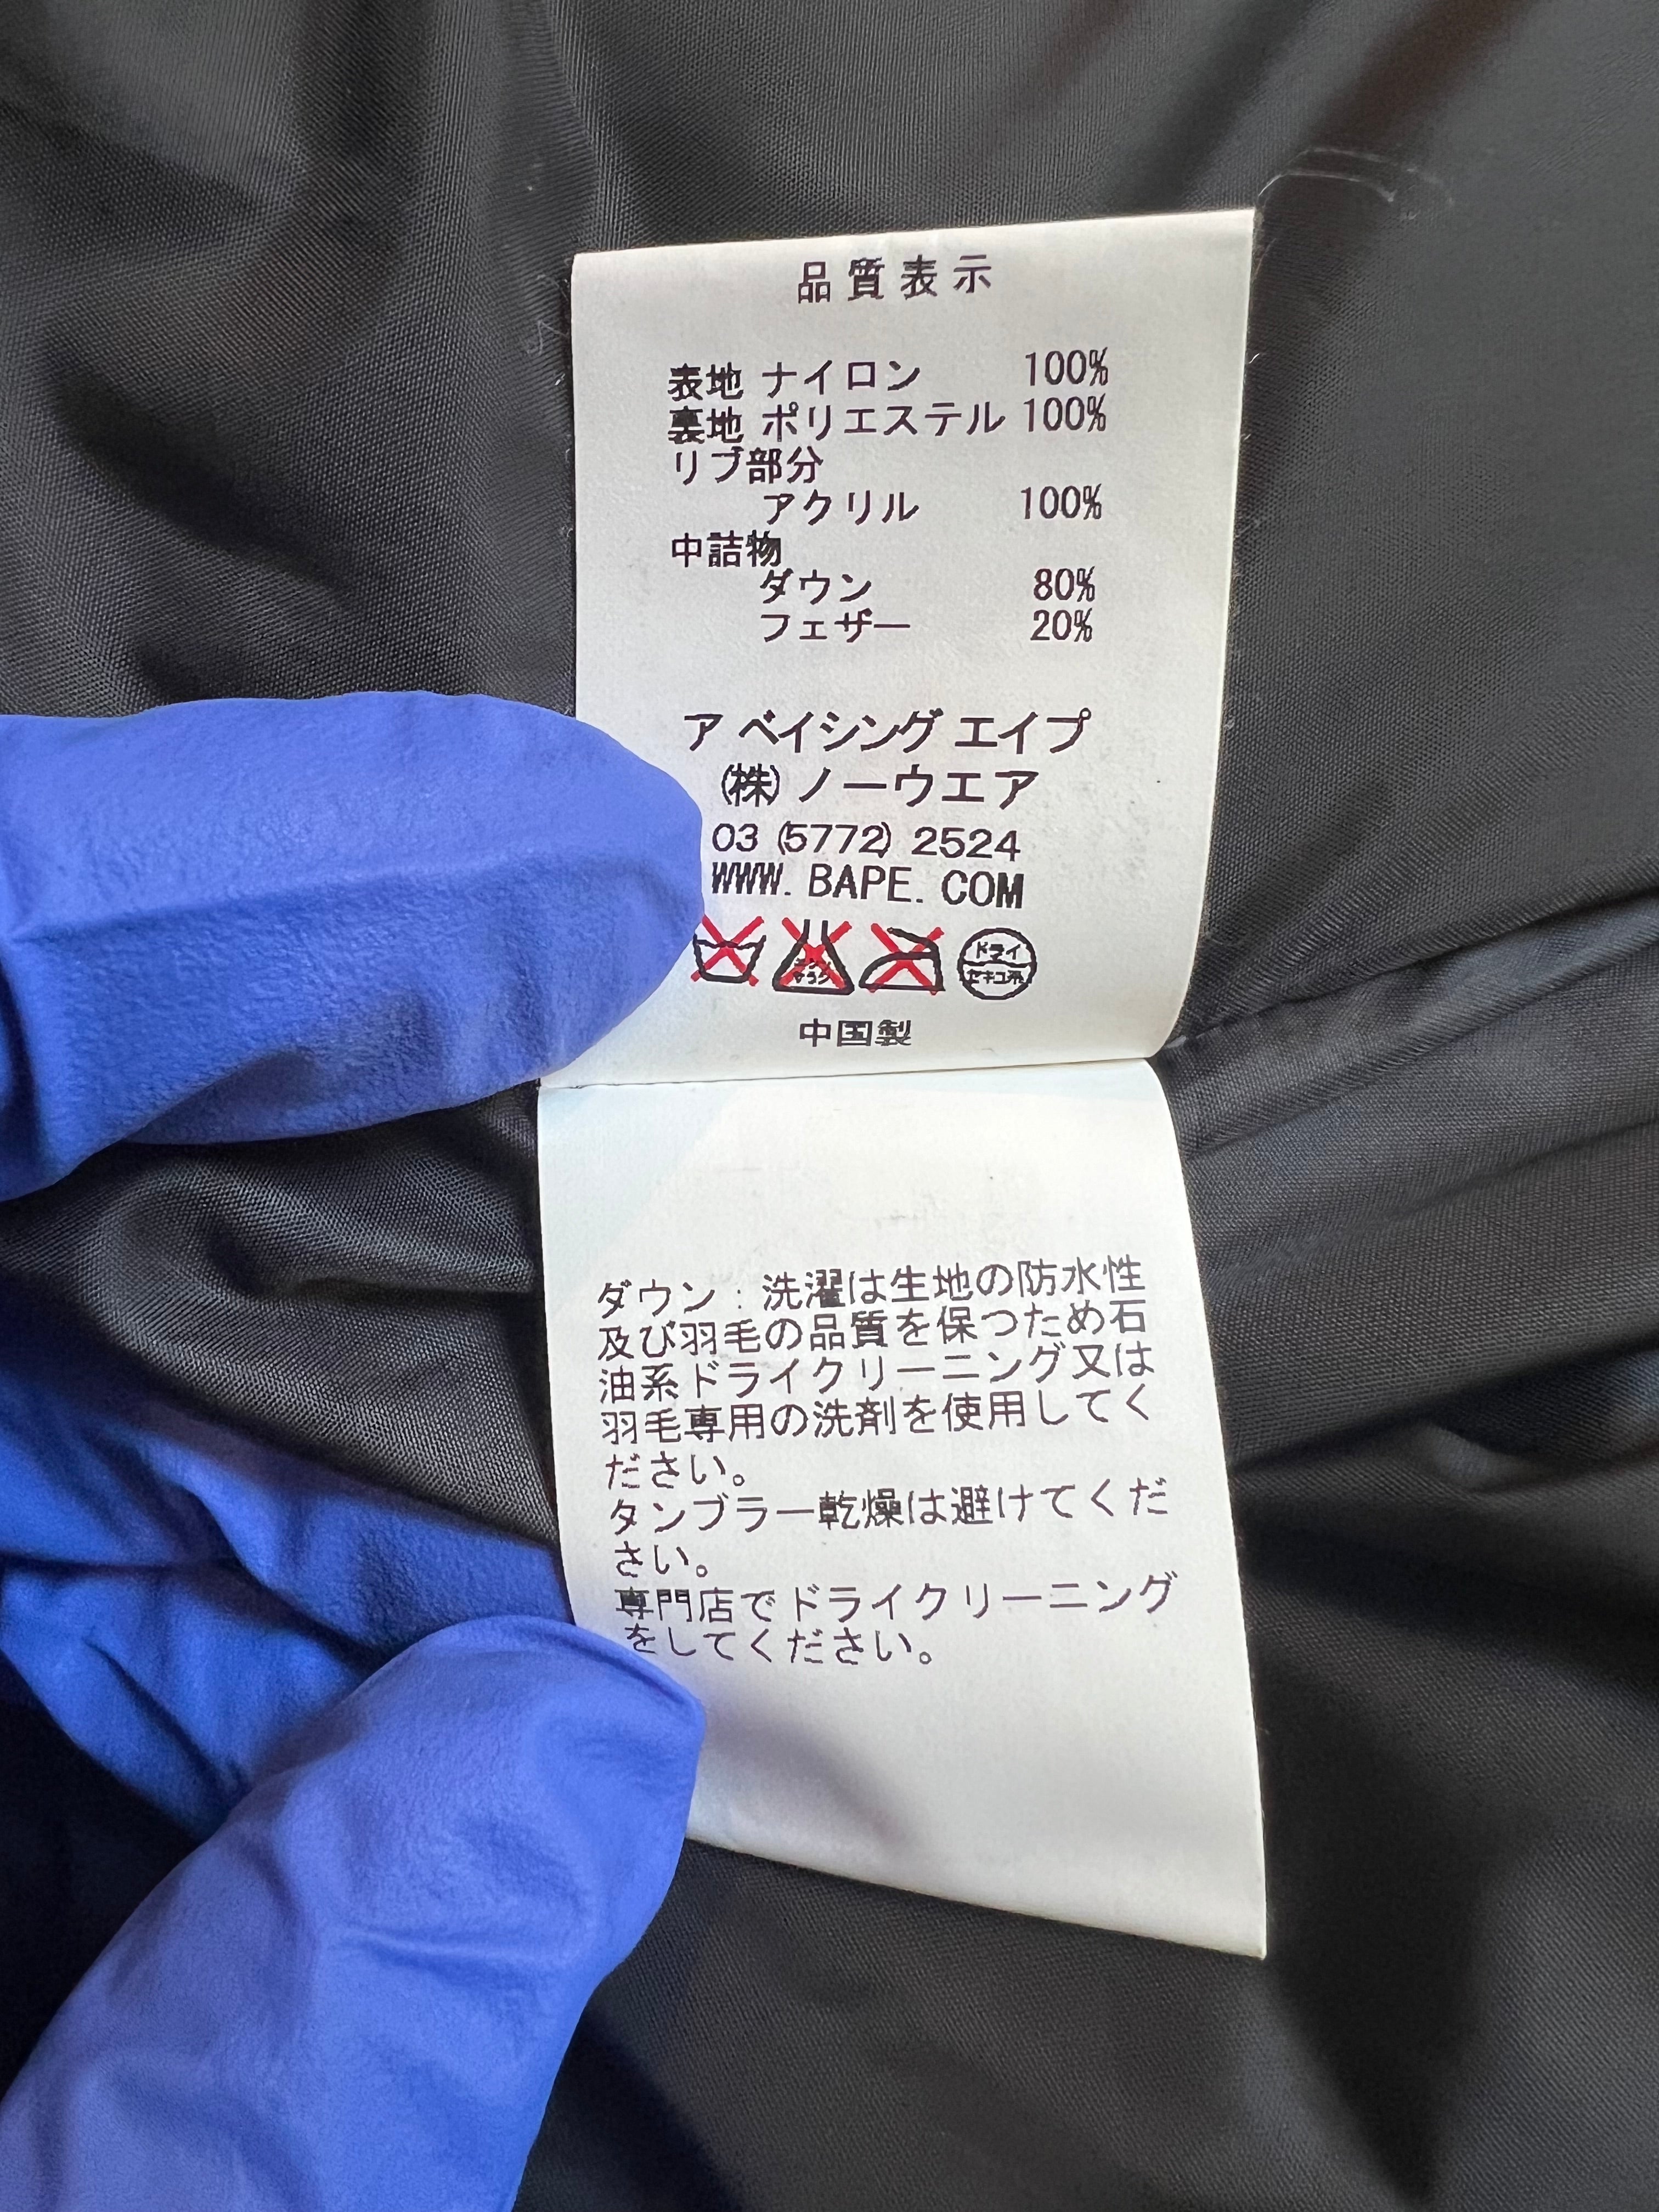 品質表示
表地 ナイロン 100%
裏地 ポリエステル 100%
リブ部分
アクリル 100%
中詰物
ダウン 80%
フェザー 20%
ア ベイシング エイプ
(株) ノーウエア
03 (5772) 2524
WWW. BAPE. COM
エンソ サラシ ドライ セキユ系
中国製
ダウン：洗濯は生地の防水性
及び羽毛の品質を保つため石
油系ドライクリーニング又は
羽毛専用の洗剤を使用してく
ださい。
タンブラー乾燥は避けてくだ
さい。
専門店でドライクリーニング
をしてください。